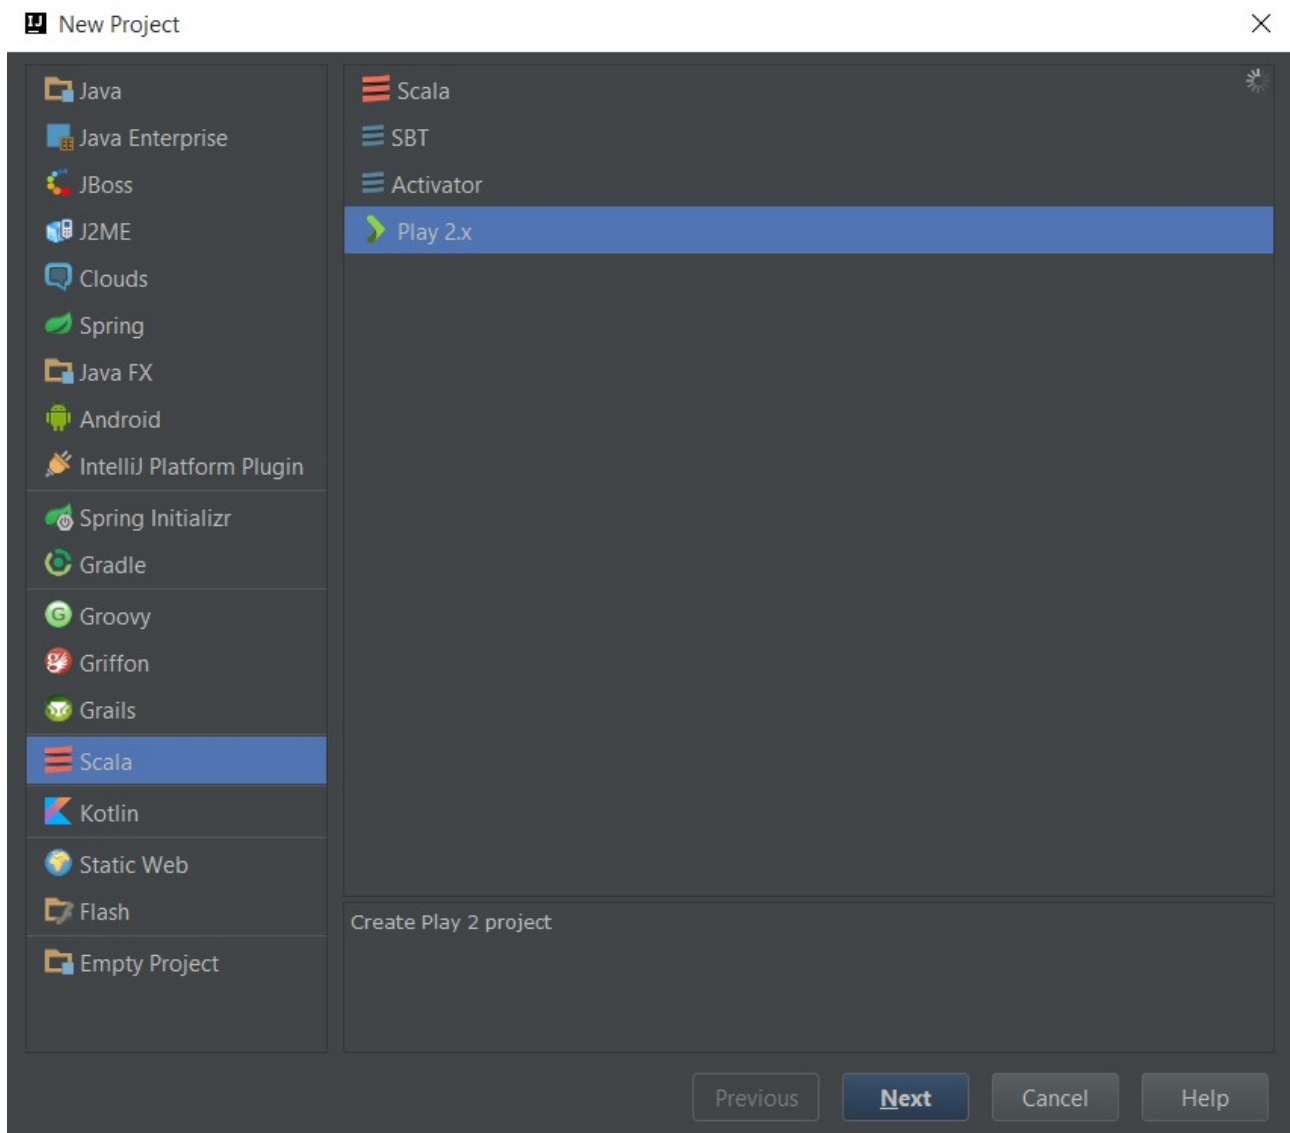 New Project
Java
Java Enterprise
JBoss
J2ME
Clouds
Spring
Java FX
Android
IntelliJ Platform Plugin
Spring Initializr
Gradle
Groovy
Griffon
Grails
Scala
Kotlin
Static Web
Flash
Empty Project
Scala
SBT
Activator
Play 2.x
Create Play 2 project
Previous
Next
Cancel
Help